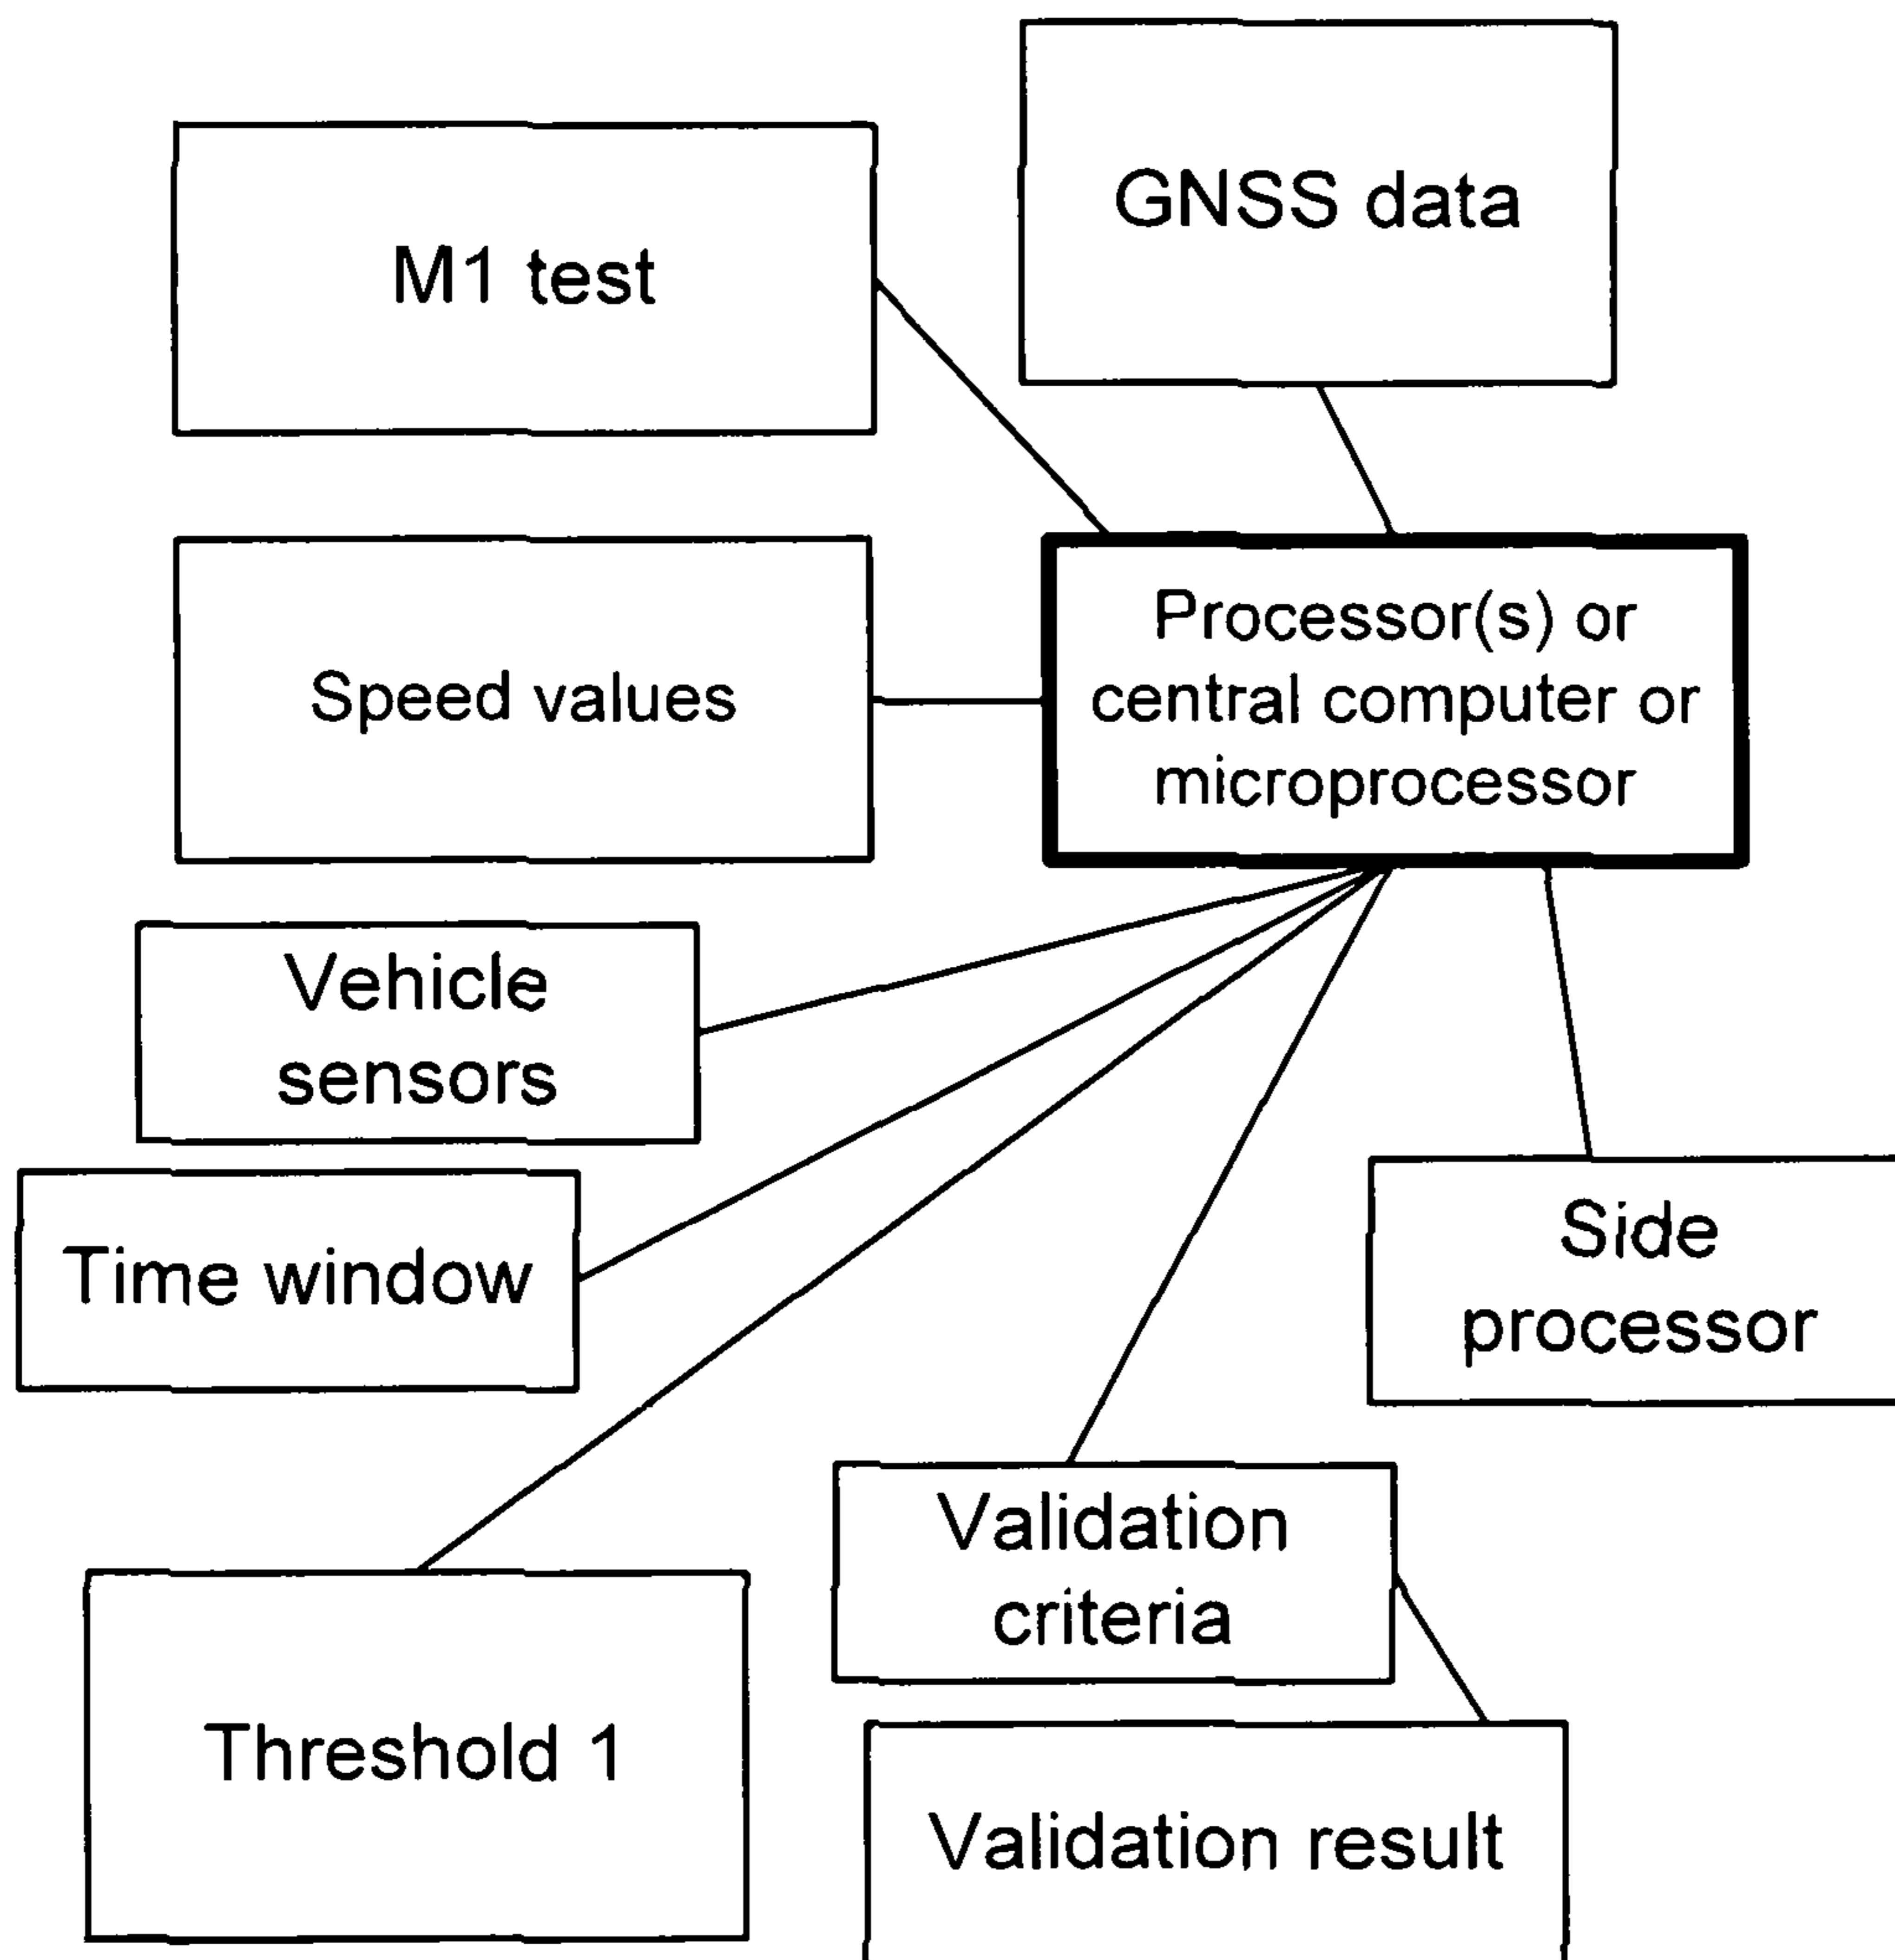 GNSS data
M1 test
Processor(s) or
central computer or
microprocessor
Speed values
Vehicle
sensors
Time window
Side
processor
Validation
criteria
Threshold 1
Validation result